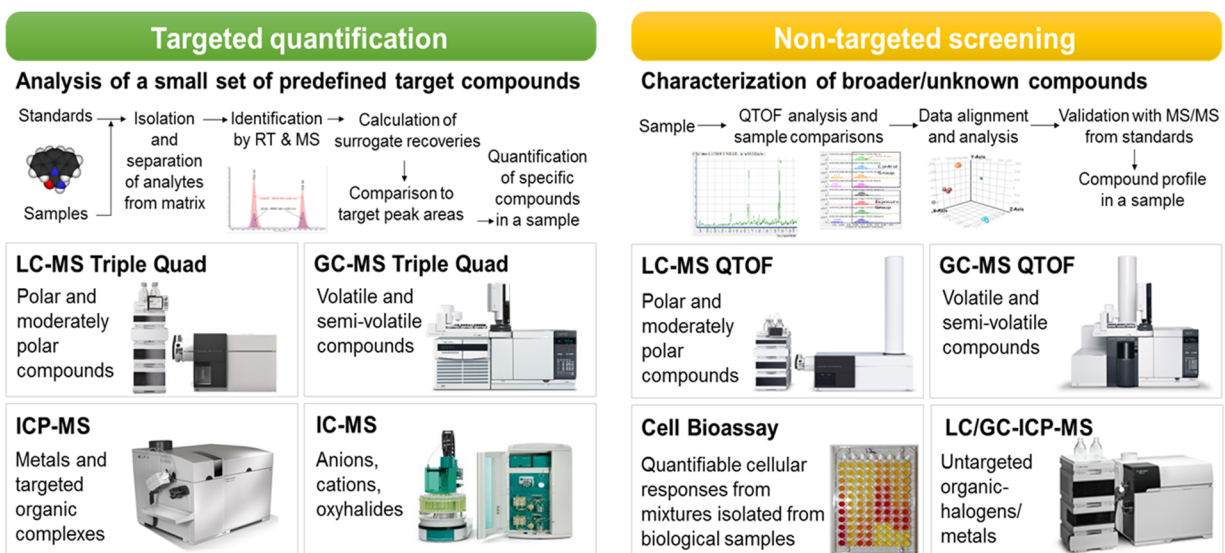 Targeted quantification
Analysis of a small set of predefined target compounds
Standards
Samples
Isolation
and
separation
of analytes
from matrix
Identification
by RT & MS
Calculation of
surrogate recoveries
Comparison to
target peak areas
Quantification
of specific
compounds
in a sample
LC-MS Triple Quad
Polar and
moderately
polar
compounds
GC-MS Triple Quad
Volatile and
semi-volatile
compounds
ICP-MS
Metals and
targeted
organic
complexes
IC-MS
Anions,
cations,
oxyhalides
Non-targeted screening
Characterization of broader/unknown compounds
Sample
QTOF analysis and
sample comparisons
Data alignment
and analysis
Y-Axis
X-Axis
Z-Axis
Validation with MS/MS
from standards
Compound profile
in a sample
LC-MS QTOF
Polar and
moderately
polar
compounds
GC-MS QTOF
Volatile and
semi-volatile
compounds
Cell Bioassay
Quantifiable cellular
responses from
mixtures isolated from
biological samples
LC/GC-ICP-MS
Untargeted
organic-
halogens/
metals